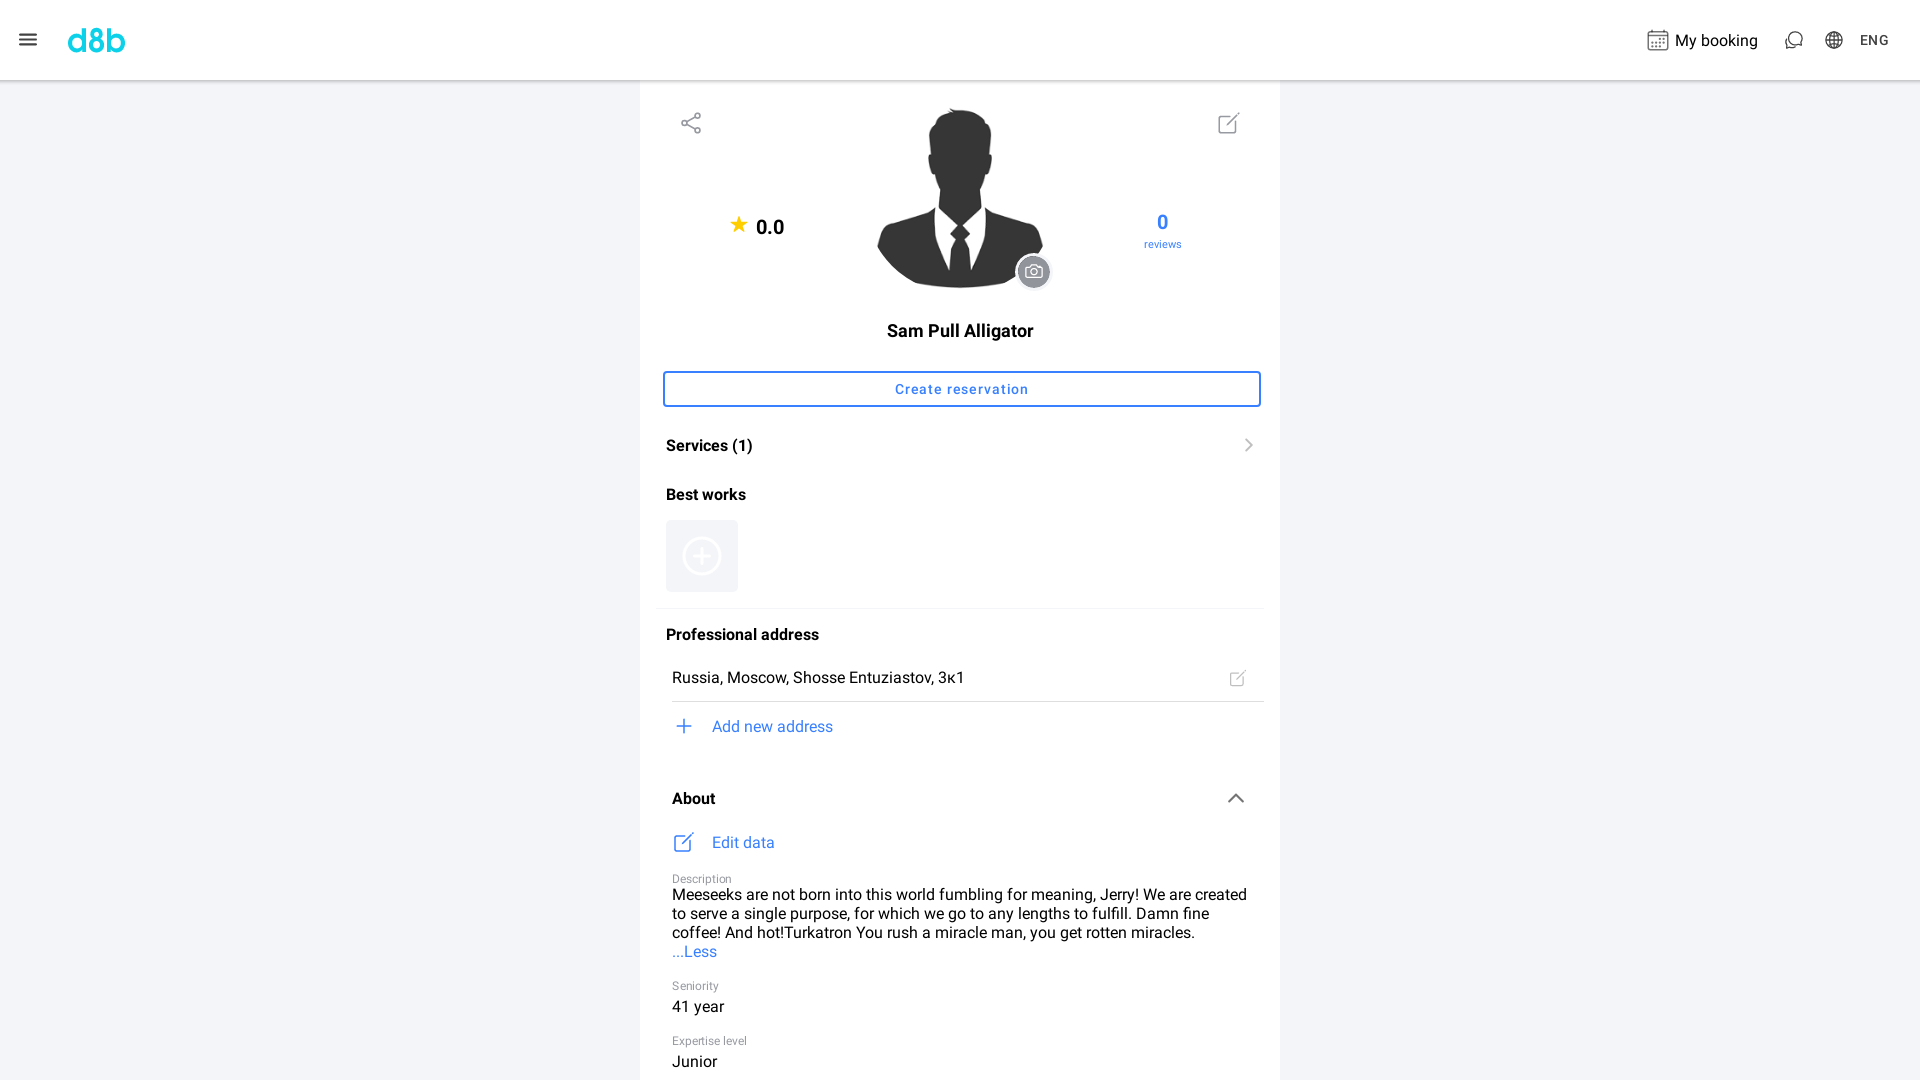 d8b
My booking
ENG
0.0
0
reviews
Sam Pull Alligator
Create reservation
Services (1)
Best works
Professional address
Russia, Moscow, Shosse Entuziastov, 3к1
Add new address
About
Edit data
Description
Meeseeks are not born into this world fumbling for meaning, Jerry! We are created
to serve a single purpose, for which we go to any lengths to fulfill. Damn fine
coffee! And hot!Turkatron You rush a miracle man, you get rotten miracles.
...Less
Seniority
41 year
Expertise level
Junior